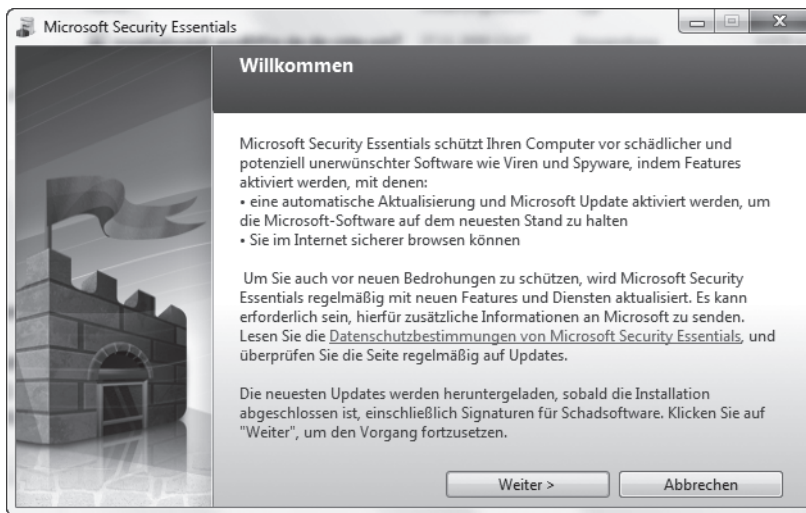 Microsoft Security Essentials
Willkommen
Microsoft Security Essentials schützt Ihren Computer vor schädlicher und
potenziell unerwünschter Software wie Viren und Spyware, indem Features
aktiviert werden, mit denen:
• eine automatische Aktualisierung und Microsoft Update aktiviert werden, um
die Microsoft-Software auf dem neuesten Stand zu halten
• Sie im Internet sicherer browsen können
Um Sie auch vor neuen Bedrohungen zu schützen, wird Microsoft Security
Essentials regelmäßig mit neuen Features und Diensten aktualisiert. Es kann
erforderlich sein, hierfür zusätzliche Informationen an Microsoft zu senden.
Lesen Sie die Datenschutzbestimmungen von Microsoft Security Essentials, und
überprüfen Sie die Seite regelmäßig auf Updates.
Die neuesten Updates werden heruntergeladen, sobald die Installation
abgeschlossen ist, einschließlich Signaturen für Schadsoftware. Klicken Sie auf
"Weiter", um den Vorgang fortzusetzen.
Weiter >
Abbrechen